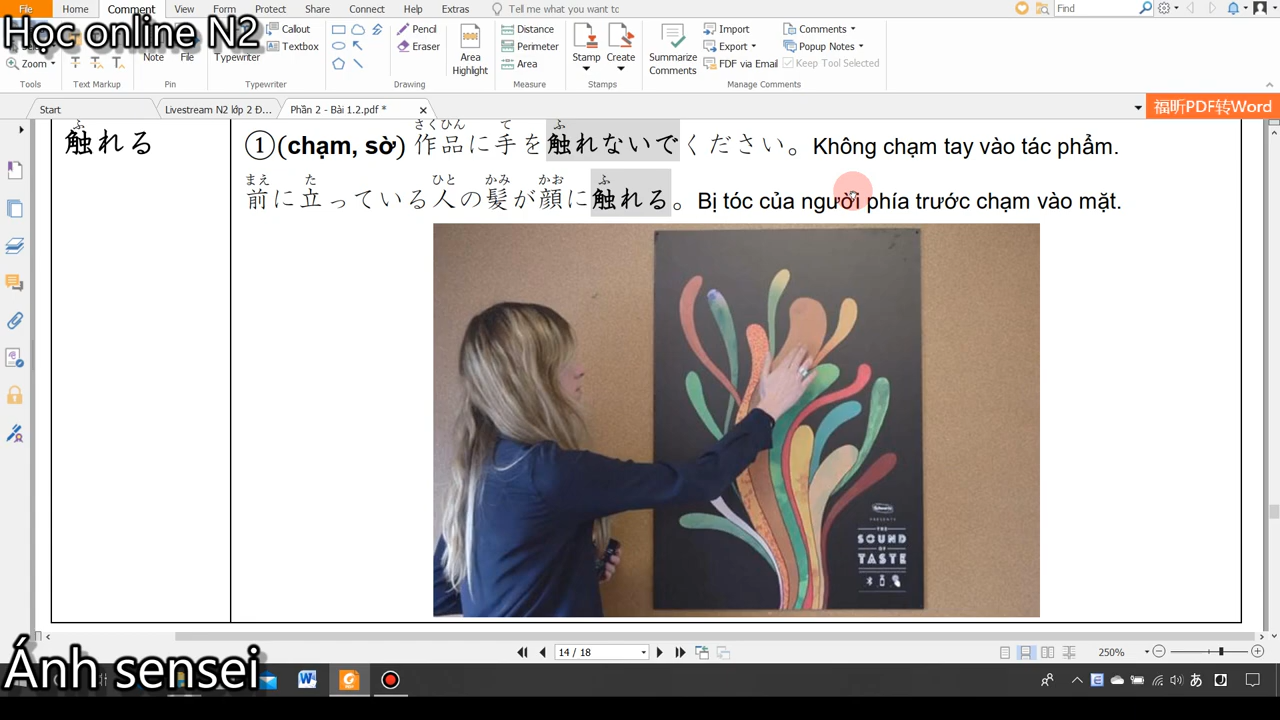 File Home Comment View Form Protect Share Connect Help Extras Tell me what you want to Find
Học online N2
Zoom
Typewriter Note File Callout Textbox Pencil Eraser Area Highlight Distance Perimeter Area Stamp Create Summarize Comments Import Export FDF via Email Comments Popup Notes Keep Tool Selected
Tools Text Markup Typewriter Drawing Measure Stamps Manage Comments
Start Livestream N2 lớp 2 Đ... Phần 2 - Bài 1.2.pdf * 福昕PDF转Word
ふ
触れる
さくひん て ふ
①(chạm, sờ) 作品に手を触れないでください。Không chạm tay vào tác phẩm.
まえ た ひと かみ かお ふ
前に立っている人の髪が顔に触れる。Bị tóc của người phía trước chạm vào mặt.
PRESENTS
THE
SOUND
OF
TASTE
14 / 18 250%
Ánh sensei